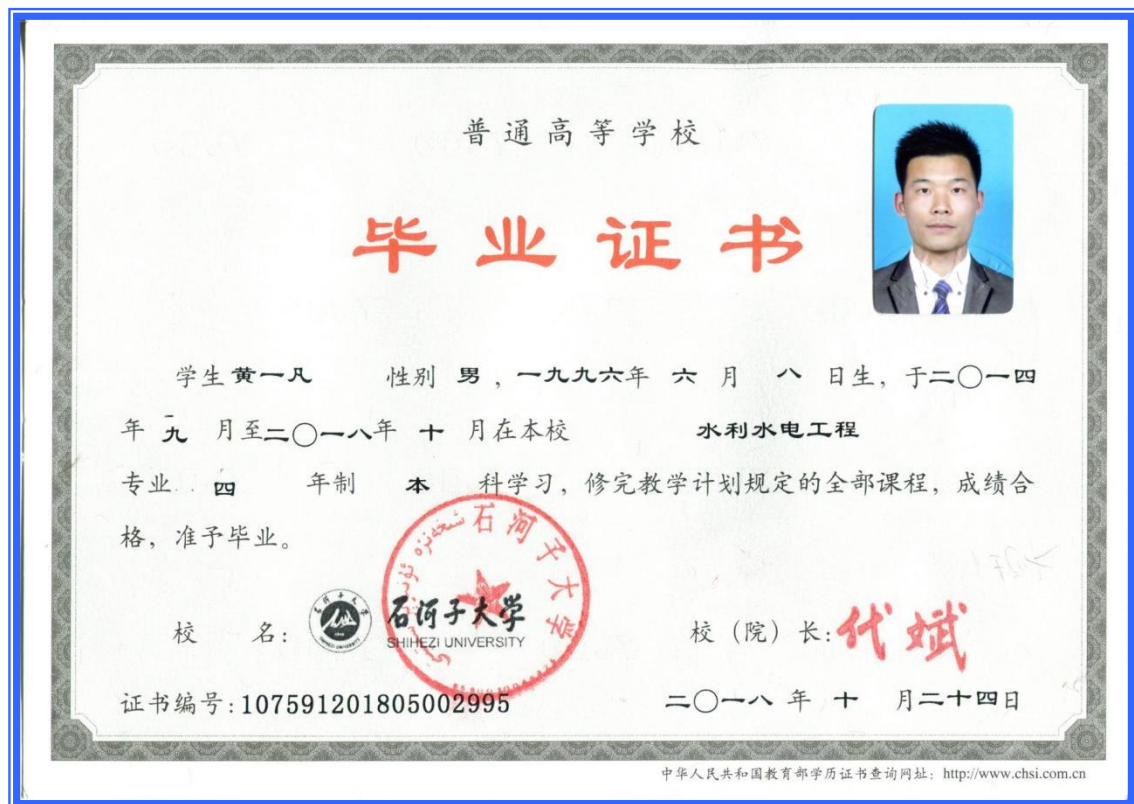 普通高等学校
毕业证书
学生 黄一凡 性别 男 , 一九九六年 六 月 八 日生, 于二〇一四
年 九 月至二〇一八年 十 月在本校 水利水电工程
专业 四 年制 本 科学习, 修完教学计划规定的全部课程, 成绩合
格, 准予毕业。
石河子大学
校 名: 石河子大学
SHIHEZI UNIVERSITY
校（院）长: 代斌
证书编号: 107591201805002995
二〇一八 年 十 月二十四日
中华人民共和国教育部学历证书查询网址: http://www.chsi.com.cn